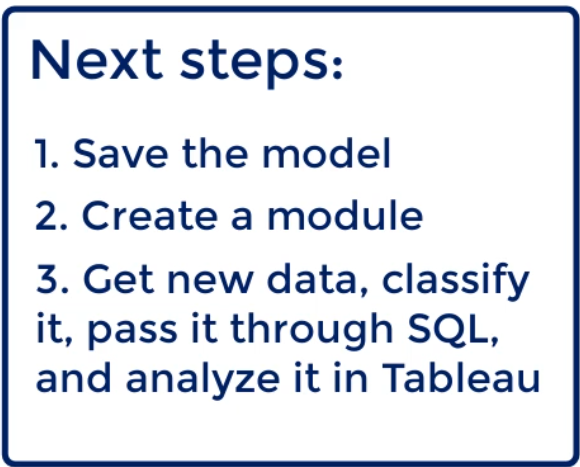 Next steps:
1. Save the model
2. Create a module
3. Get new data, classify
it, pass it through SQL,
and analyze it in Tableau